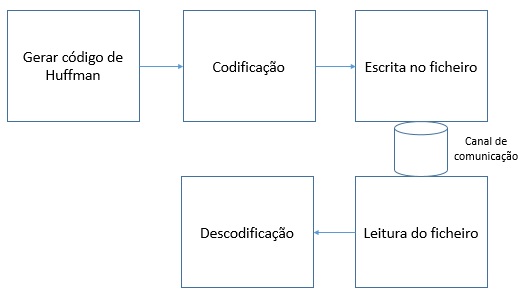 Gerar código de
Huffman
Codificação
Escrita no ficheiro
Canal de
comunicação
Descodificação
Leitura do ficheiro